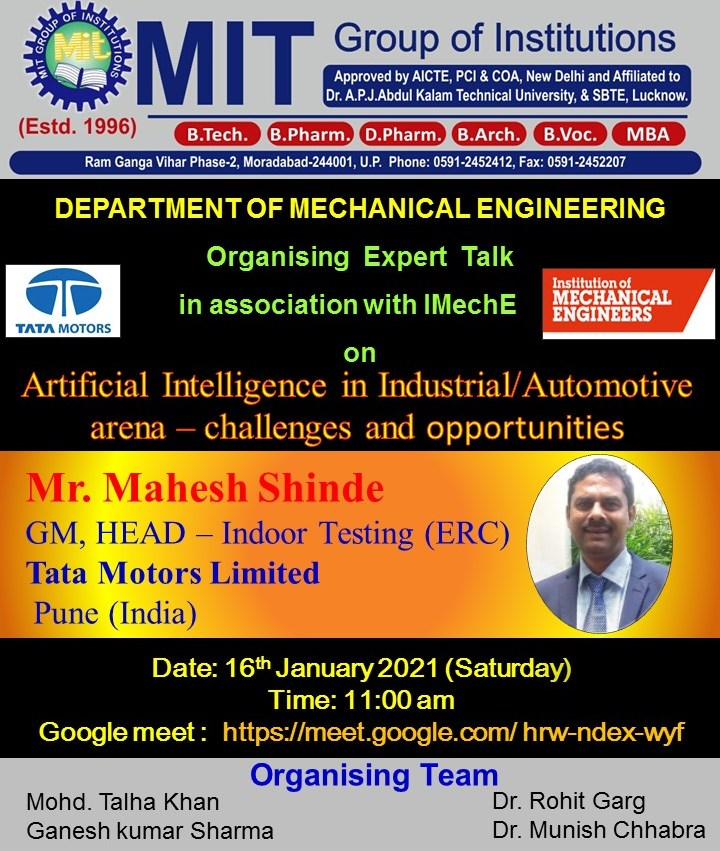 MIT GROUP OF INSTITUTIONS
Mit
(Estd. 1996)
MIT Group of Institutions
Approved by AICTE, PCI & COA, New Delhi and Affiliated to
Dr. A.P.J.Abdul Kalam Technical University, & SBTE, Lucknow.
B.Tech. B.Pharm. D.Pharm. B.Arch. B.Voc. MBA
Ram Ganga Vihar Phase-2, Moradabad-244001, U.P. Phone: 0591-2452412, Fax: 0591-2452207
DEPARTMENT OF MECHANICAL ENGINEERING
Organising Expert Talk
in association with IMechE
on
TATA MOTORS
Institution of
MECHANICAL
ENGINEERS
Artificial Intelligence in Industrial/Automotive
arena – challenges and opportunities
Mr. Mahesh Shinde
GM, HEAD – Indoor Testing (ERC)
Tata Motors Limited
Pune (India)
Date: 16th January 2021 (Saturday)
Time: 11:00 am
Google meet : https://meet.google.com/ hrw-ndex-wyf
Organising Team
Mohd. Talha Khan
Ganesh kumar Sharma
Dr. Rohit Garg
Dr. Munish Chhabra